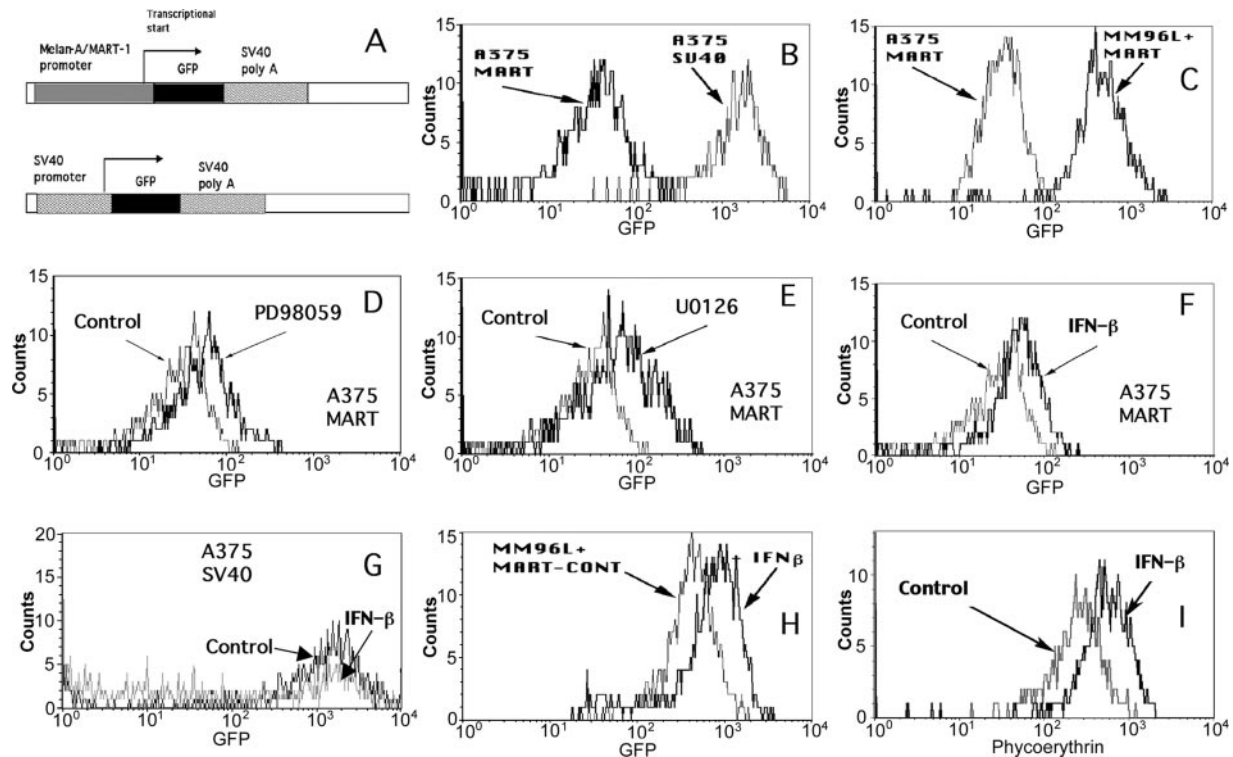 Transcriptional
start
A
Melan-A/MART-1
promoter
GFP
SV40
poly A
SV40
promoter
GFP
SV40
poly A
B
A375
MART
A375
SV40
Counts
15
10
5
0
10^0 10^1 10^2 10^3 10^4
GFP
C
A375
MART
MM96L+
MART
Counts
15
10
5
0
10^0 10^1 10^2 10^3 10^4
GFP
D
Control
PD98059
A375
MART
Counts
15
10
5
0
10^0 10^1 10^2 10^3 10^4
GFP
E
Control
U0126
A375
MART
Counts
15
10
5
0
10^0 10^1 10^2 10^3 10^4
GFP
F
Control
IFN-β
A375
MART
Counts
15
10
5
0
10^0 10^1 10^2 10^3 10^4
GFP
G
A375
SV40
Control
IFN-β
Counts
20
15
10
5
0
10^0 10^1 10^2 10^3 10^4
GFP
H
MM96L+
MART-CONT
IFNβ
Counts
15
10
5
0
10^0 10^1 10^2 10^3 10^4
GFP
I
Control
IFN-β
Counts
10
5
0
10^0 10^1 10^2 10^3 10^4
Phycoerythrin